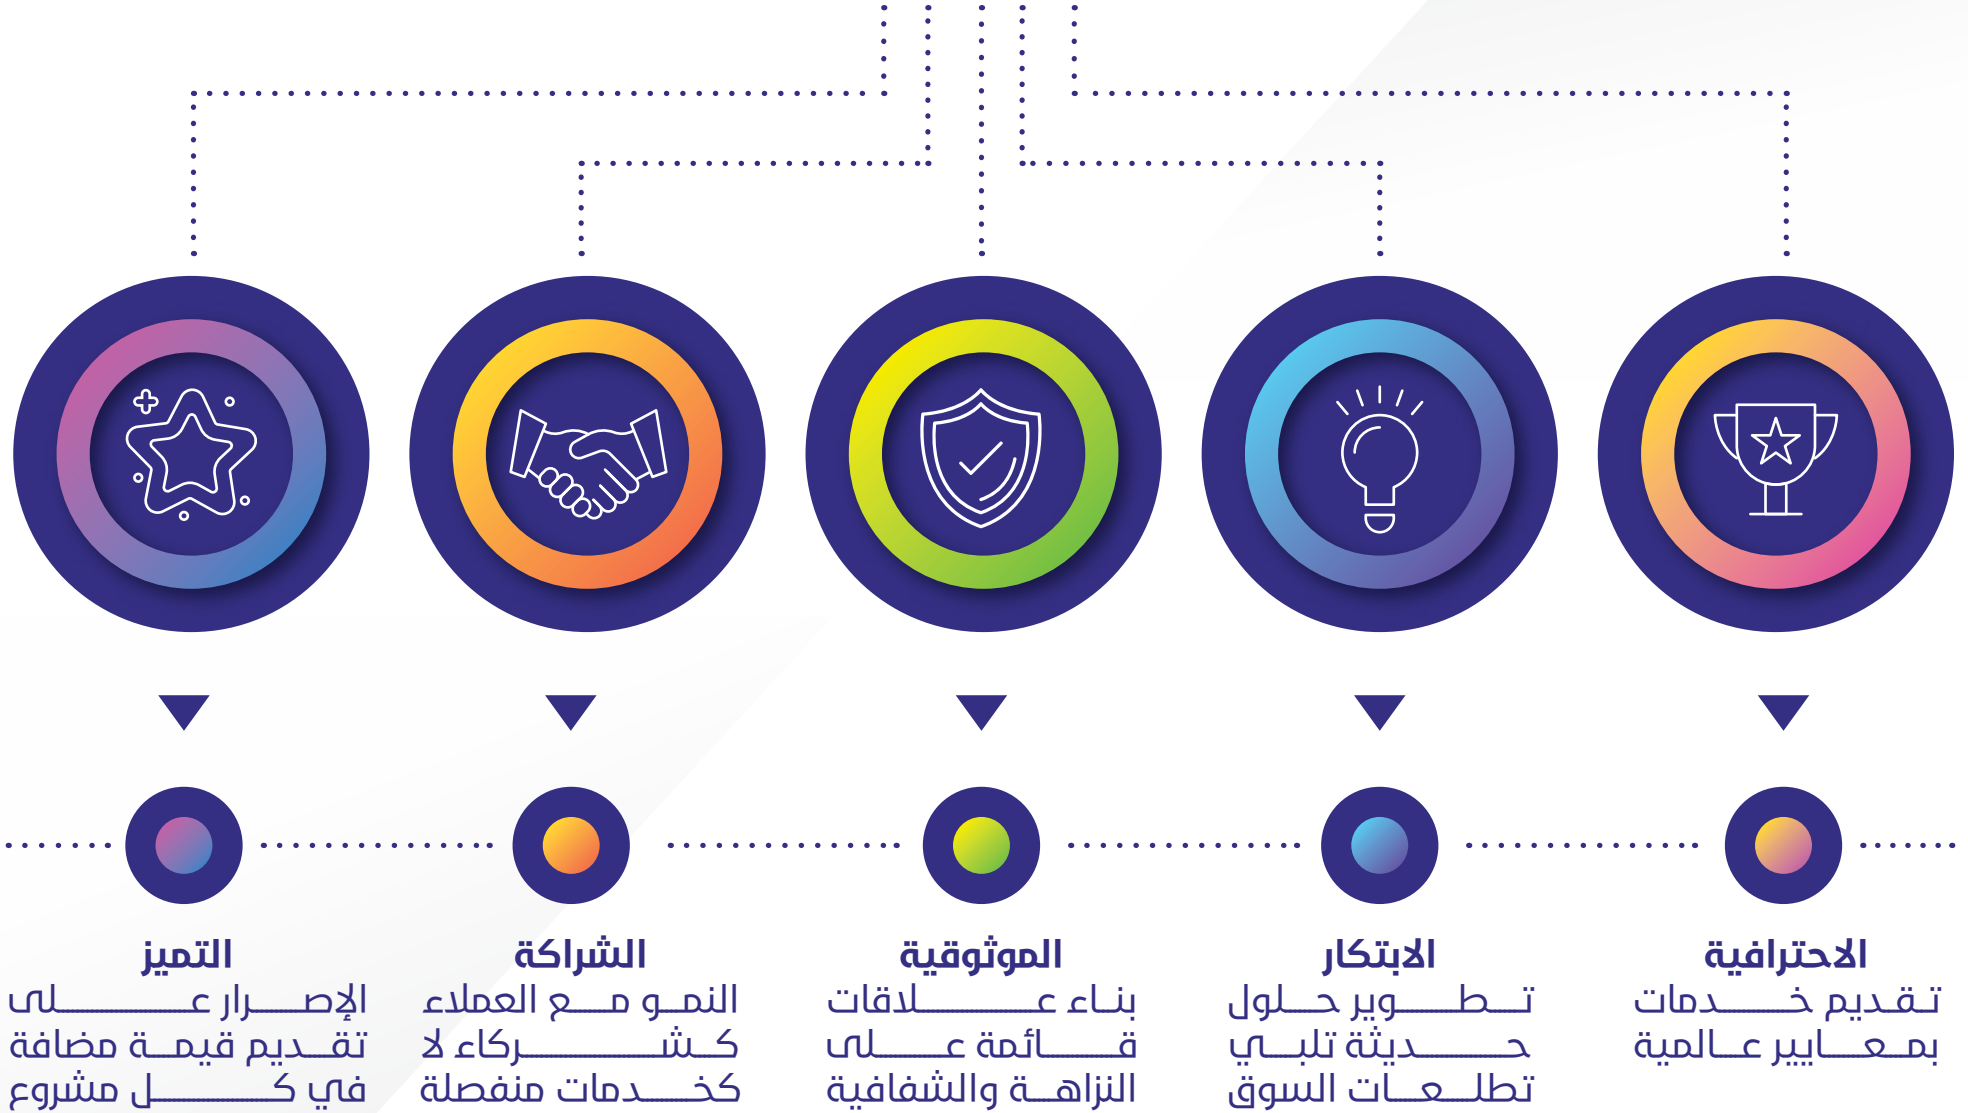 الاحترافية
تقديم خدمات
بمعايير عالمية
الابتكار
تطوير حلول
حديثة تلبي
تطلعات السوق
الموثوقية
بناء علاقات
قائمة على
النزاهة والشفافية
الشراكة
النمو مع العملاء
كشركاء لا
كخدمات منفصلة
التميز
الإصرار على
تقديم قيمة مضافة
في كل مشروع